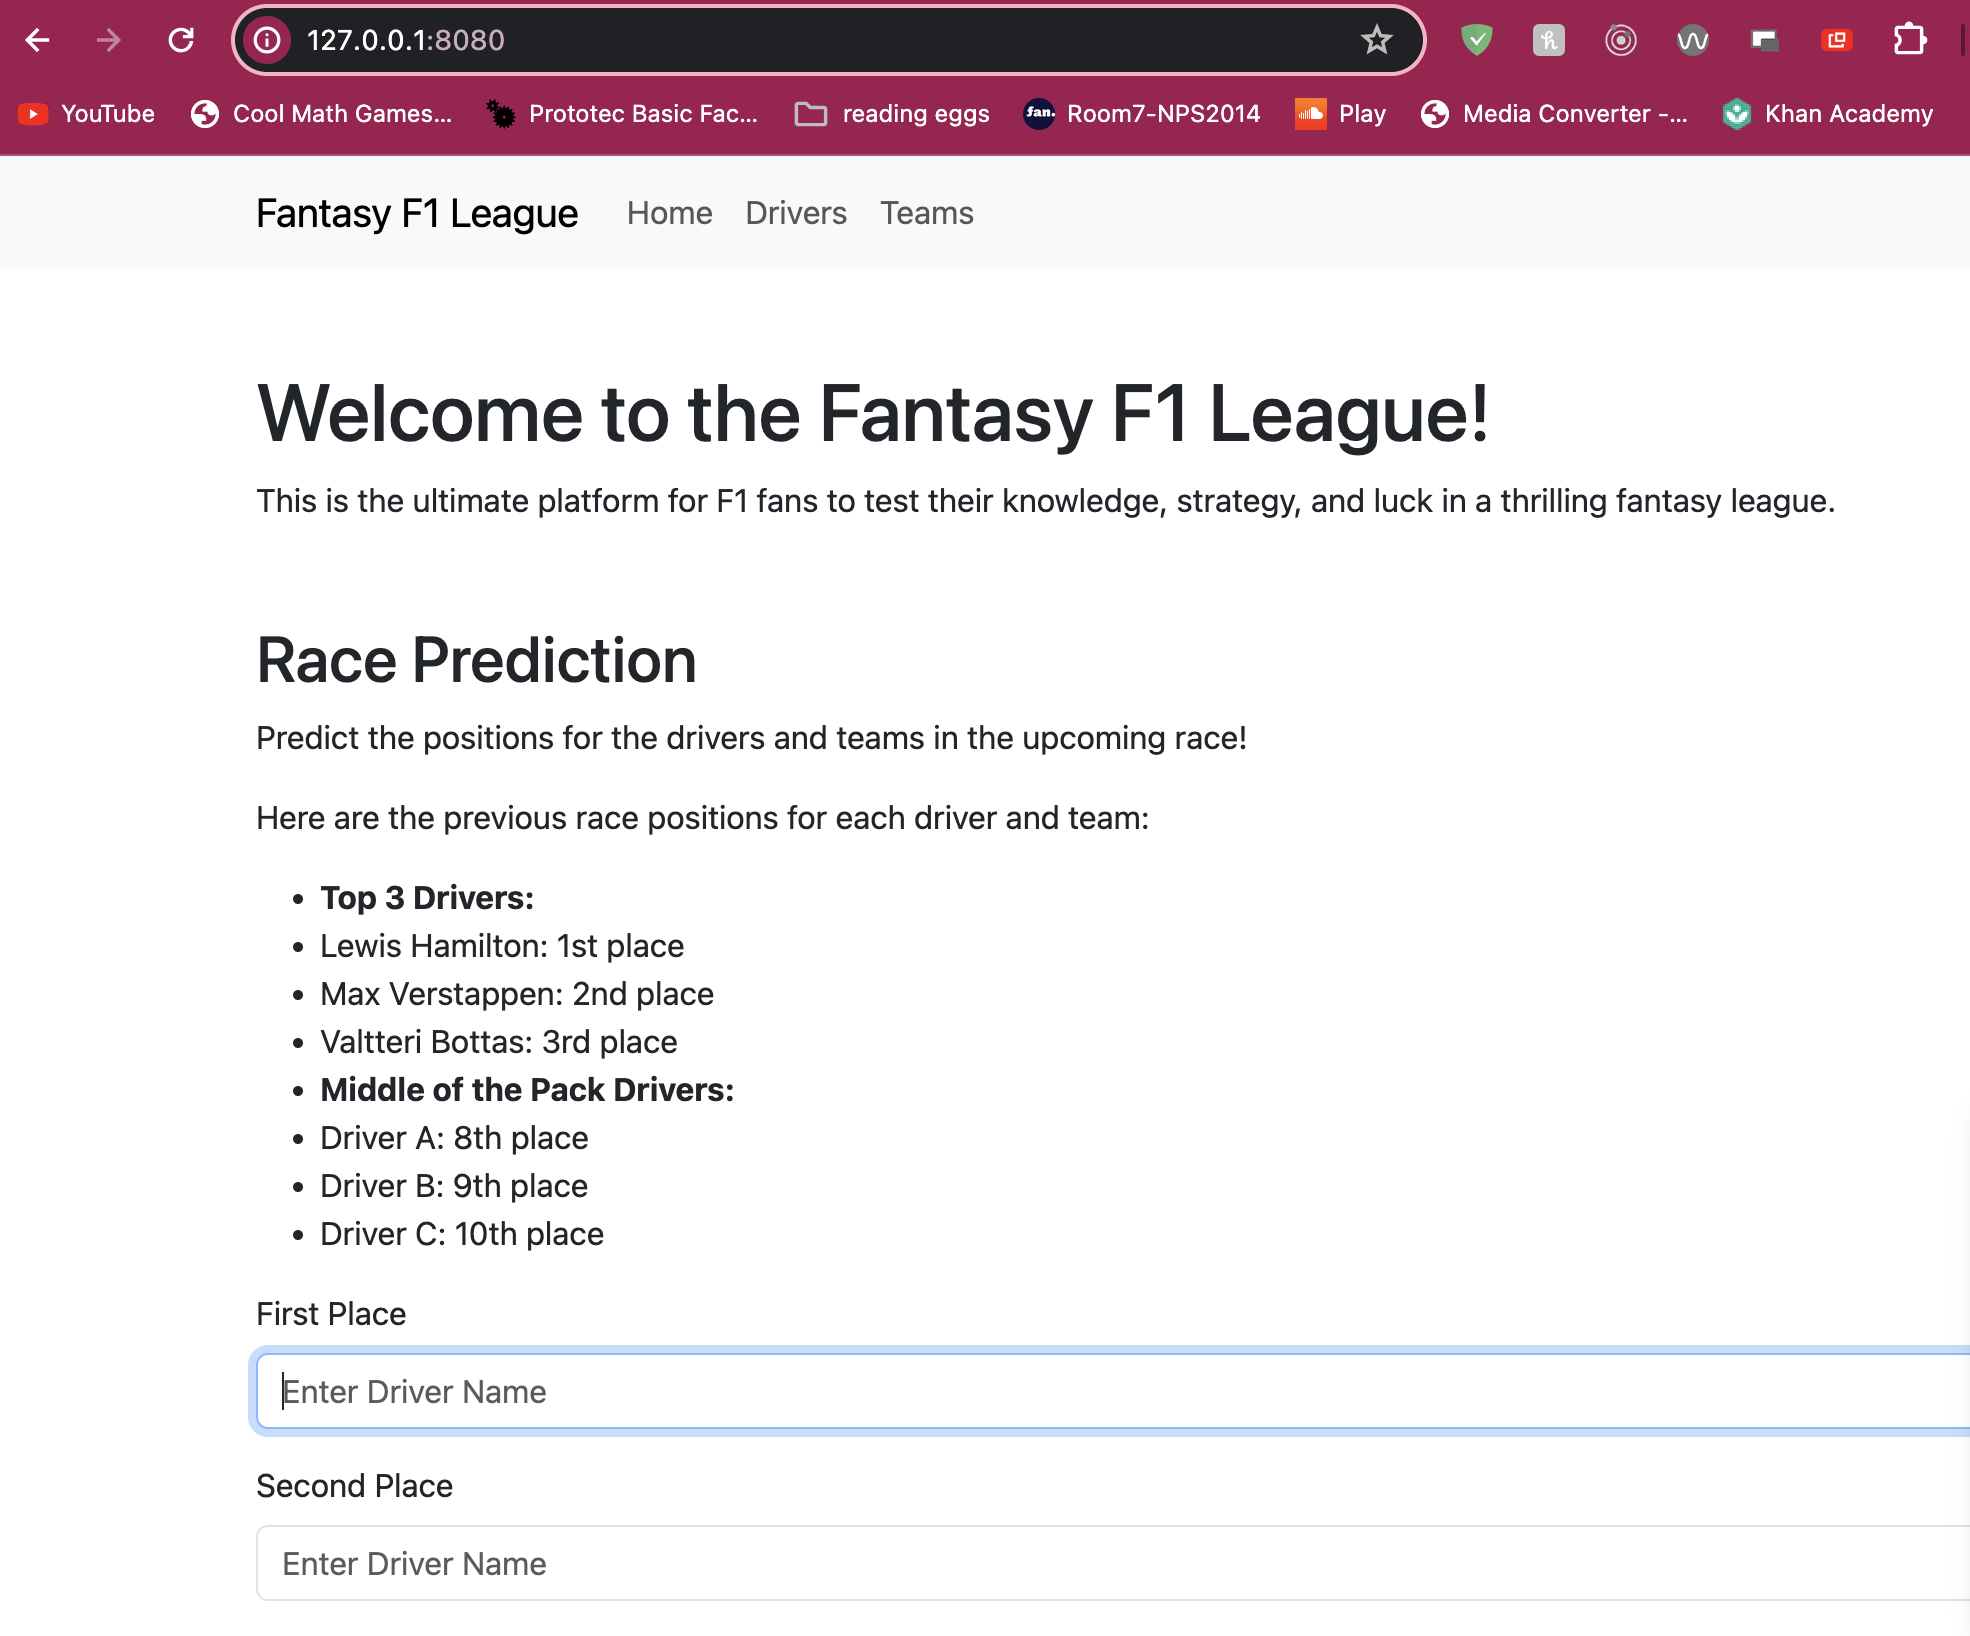 127.0.0.1:8080
YouTube Cool Math Games... Prototec Basic Fac... reading eggs fan. Room7-NPS2014 Play Media Converter -... Khan Academy
Fantasy F1 League Home Drivers Teams
Welcome to the Fantasy F1 League!
This is the ultimate platform for F1 fans to test their knowledge, strategy, and luck in a thrilling fantasy league.
Race Prediction
Predict the positions for the drivers and teams in the upcoming race!
Here are the previous race positions for each driver and team:
• Top 3 Drivers:
• Lewis Hamilton: 1st place
• Max Verstappen: 2nd place
• Valtteri Bottas: 3rd place
• Middle of the Pack Drivers:
• Driver A: 8th place
• Driver B: 9th place
• Driver C: 10th place
First Place
Enter Driver Name
Second Place
Enter Driver Name